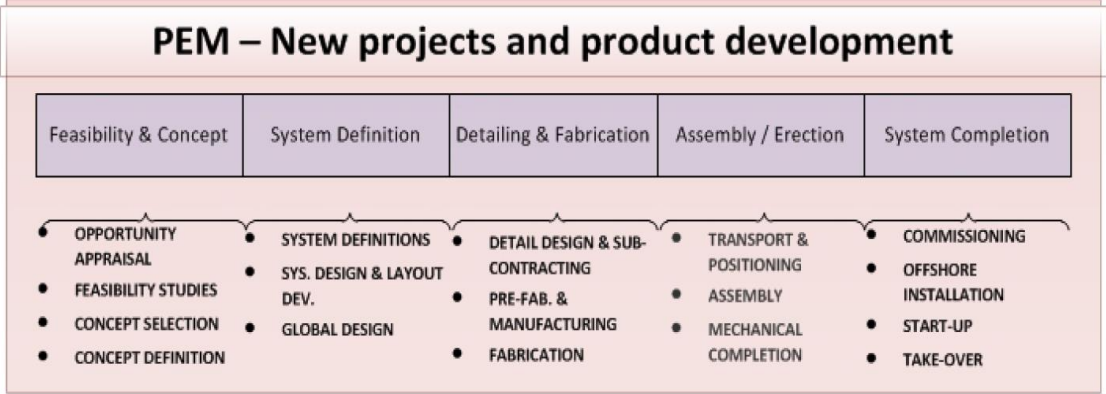 PEM – New projects and product development
Feasibility & Concept
System Definition
Detailing & Fabrication
Assembly / Erection
System Completion
• OPPORTUNITY
APPRAISAL
• FEASIBILITY STUDIES
• CONCEPT SELECTION
• CONCEPT DEFINITION
• SYSTEM DEFINITIONS
• SYS. DESIGN & LAYOUT
DEV.
• GLOBAL DESIGN
• DETAIL DESIGN & SUB-
CONTRACTING
• PRE-FAB. &
MANUFACTURING
• FABRICATION
• TRANSPORT &
POSITIONING
• ASSEMBLY
• MECHANICAL
COMPLETION
• COMMISSIONING
• OFFSHORE
INSTALLATION
• START-UP
• TAKE-OVER